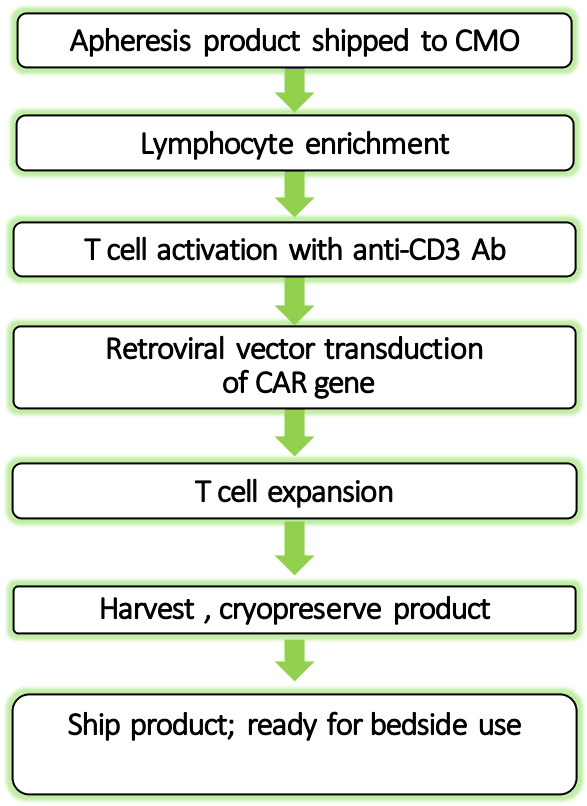 Apheresis product shipped to CMO
Lymphocyte enrichment
T cell activation with anti-CD3 Ab
Retroviral vector transduction
of CAR gene
T cell expansion
Harvest , cryopreserve product
Ship product; ready for bedside use